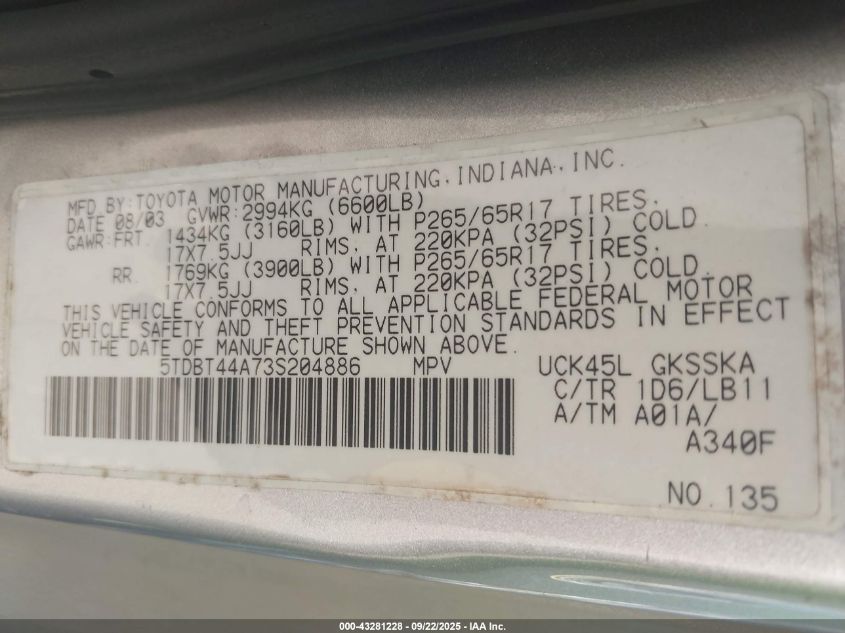 MFD BY: TOYOTA MOTOR MANUFACTURING, INDIANA, INC.
DATE 08/03 GVWR: 2994KG (6600LB)
GAWR: FRT. 1434KG (3160LB) WITH P265/65R17 TIRES.
17X7.5JJ RIMS. AT 220KPA (32PSI) COLD.
RR. 1769KG (3900LB) WITH P265/65R17 TIRES.
17X7.5JJ RIMS. AT 220KPA (32PSI) COLD.
THIS VEHICLE CONFORMS TO ALL APPLICABLE FEDERAL MOTOR
VEHICLE SAFETY AND THEFT PREVENTION STANDARDS IN EFFECT
ON THE DATE OF MANUFACTURE SHOWN ABOVE.
5TDBT44A73S204886 MPV UCK45L GKSSKA
C/TR 1D6/LB11
A/TM A01A/
A340F
NO. 135
000-43281228 - 09/22/2025 - IAA Inc.